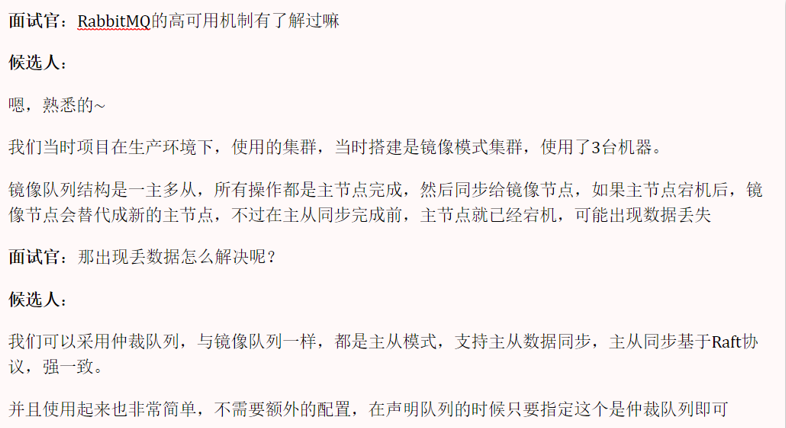 面试官：RabbitMQ的高可用机制有了解过嘛
候选人：
嗯，熟悉的~
我们当时项目在生产环境下，使用的集群，当时搭建是镜像模式集群，使用了3台机器。
镜像队列结构是一主多从，所有操作都是主节点完成，然后同步给镜像节点，如果主节点宕机后，镜
像节点会替代成新的主节点，不过在主从同步完成前，主节点就已经宕机，可能出现数据丢失
面试官：那出现丢数据怎么解决呢？
候选人：
我们可以采用仲裁队列，与镜像队列一样，都是主从模式，支持主从数据同步，主从同步基于Raft协
议，强一致。
并且使用起来也非常简单，不需要额外的配置，在声明队列的时候只要指定这个是仲裁队列即可